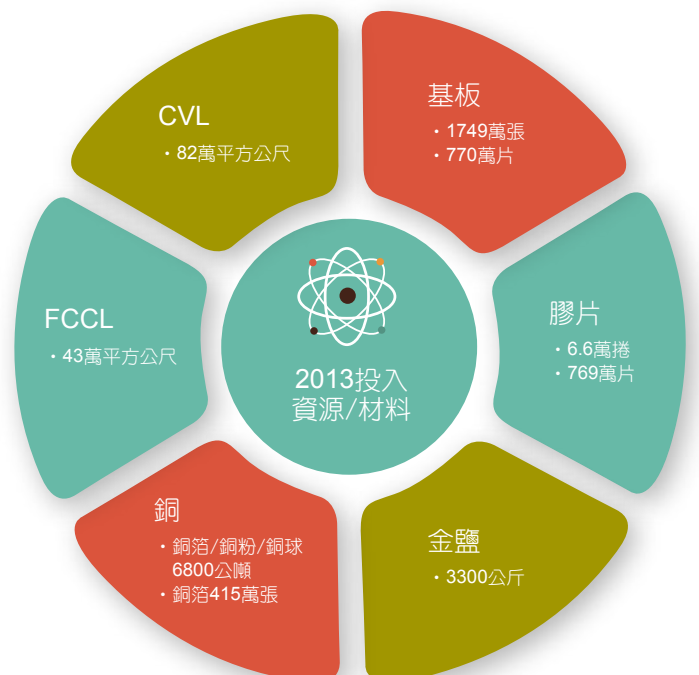 2013投入
資源/材料
基板
・1749萬張
・770萬片
膠片
・6.6萬捲
・769萬片
金鹽
・3300公斤
銅
・銅箔/銅粉/銅球
6800公噸
・銅箔415萬張
FCCL
・43萬平方公尺
CVL
・82萬平方公尺